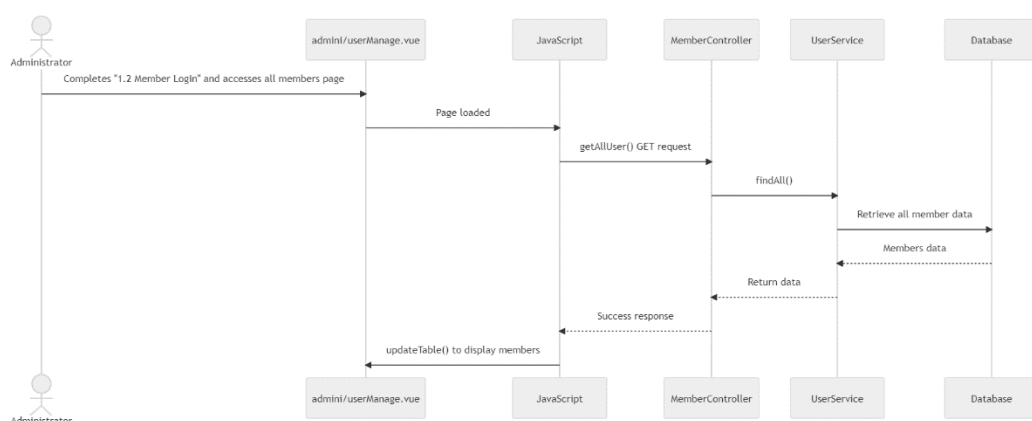 Administrator
admini/userManage.vue
JavaScript
MemberController
UserService
Database
Completes "1.2 Member Login" and accesses all members page
Page loaded
getAllUser() GET request
findAll()
Retrieve all member data
Members data
Return data
Success response
updateTable() to display members
Administrator
admini/userManage.vue
JavaScript
MemberController
UserService
Database